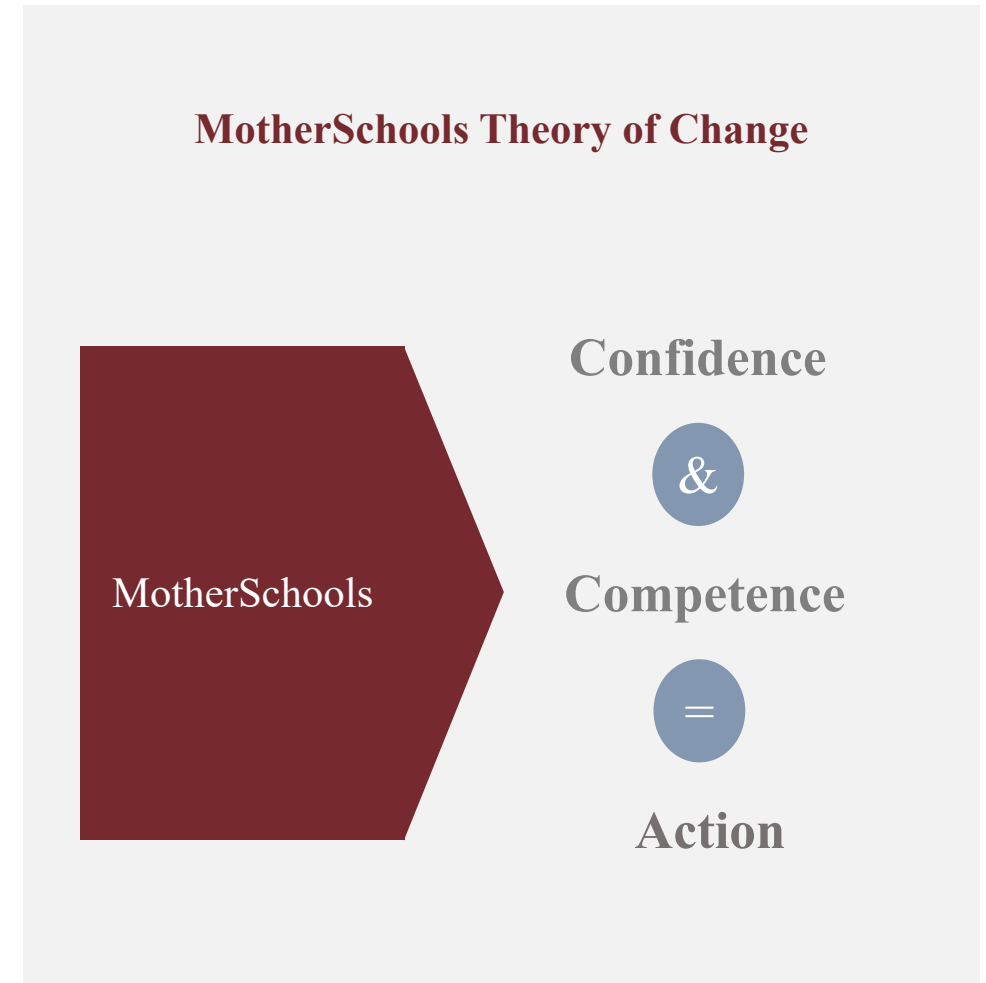 MotherSchools Theory of Change
MotherSchools
Confidence
&
Competence
=
Action